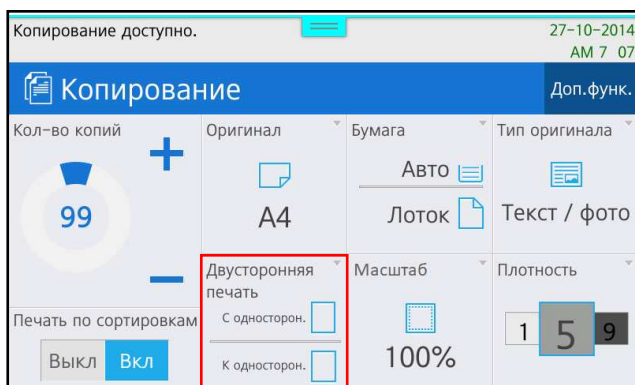 Копирование доступно.
27-10-2014
AM 7 07
Копирование
Доп.функ.
Кол-во копий
99
Оригинал
A4
Бумага
Авто
Лоток
Тип оригинала
Текст / фото
Печать по сортировкам
Выкл Вкл
Двусторонняя
печать
С односторон.
К односторон.
Масштаб
100%
Плотность
1 5 9